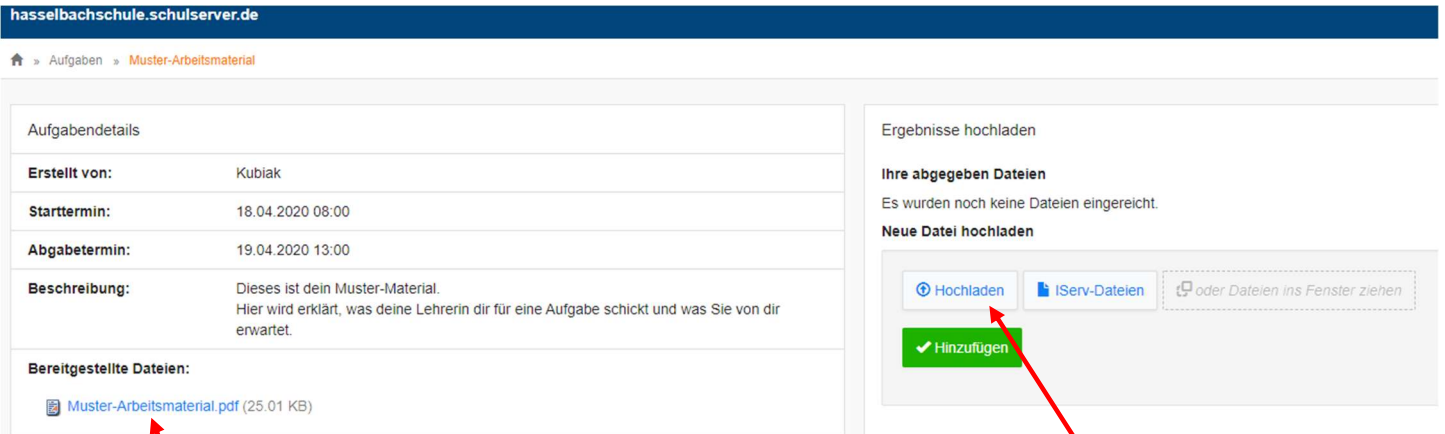 hasselbachschule.schulserver.de
» Aufgaben » Muster-Arbeitsmaterial
Aufgabendetails
Erstellt von: Kubiak
Starttermin: 18.04.2020 08:00
Abgabetermin: 19.04.2020 13:00
Beschreibung: Dieses ist dein Muster-Material.
Hier wird erklärt, was deine Lehrerin dir für eine Aufgabe schickt und was Sie von dir
erwartet.
Bereitgestellte Dateien:
Muster-Arbeitsmaterial.pdf (25.01 KB)
Ergebnisse hochladen
Ihre abgegeben Dateien
Es wurden noch keine Dateien eingereicht.
Neue Datei hochladen
Hochladen IServ-Dateien oder Dateien ins Fenster ziehen
Hinzufügen